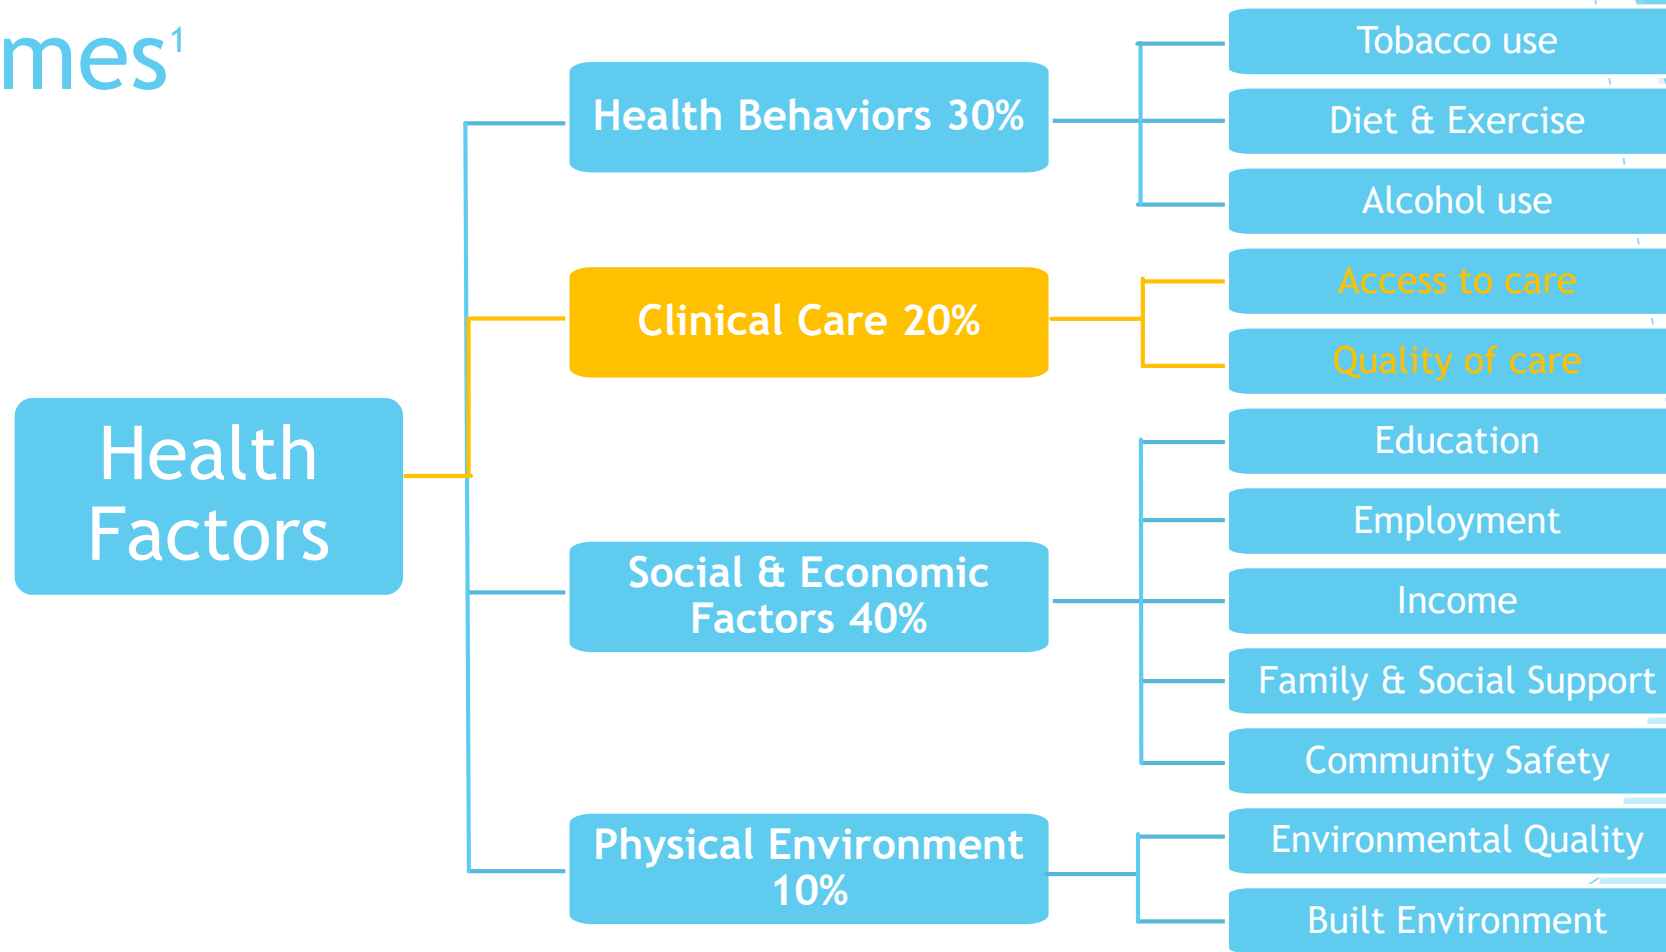 mes¹
Health
Factors
Health Behaviors 30%
Tobacco use
Diet & Exercise
Alcohol use
Clinical Care 20%
Access to care
Quality of care
Social & Economic
Factors 40%
Education
Employment
Income
Family & Social Support
Community Safety
Physical Environment
10%
Environmental Quality
Built Environment